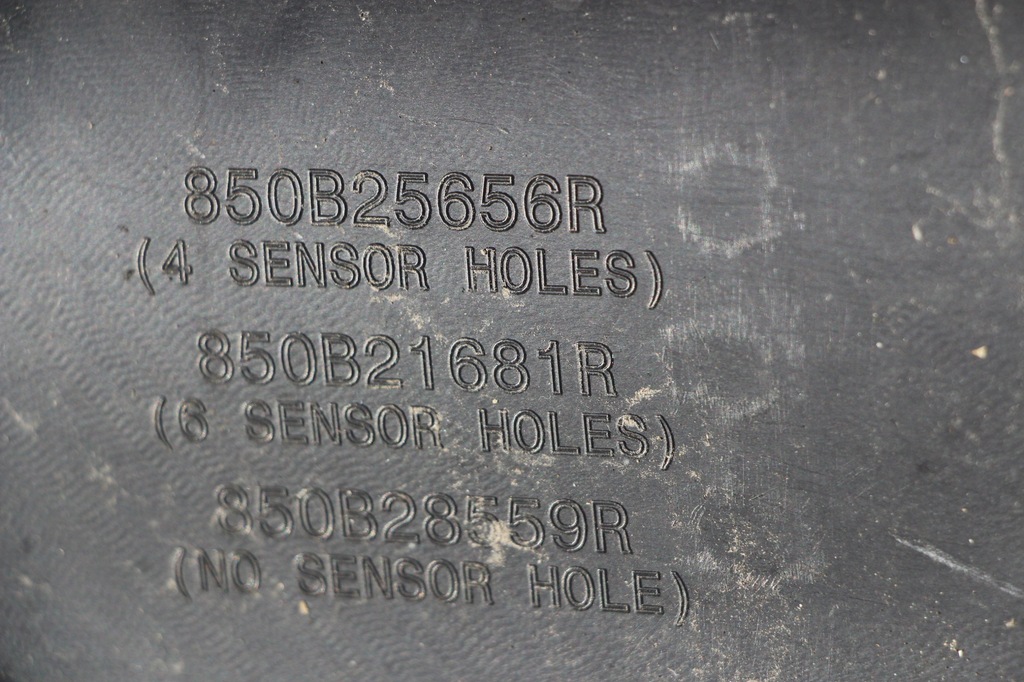 850B25656R
(4 SENSOR HOLES)
850B21681R
(6 SENSOR HOLES)
850B28559R
(NO SENSOR HOLE)